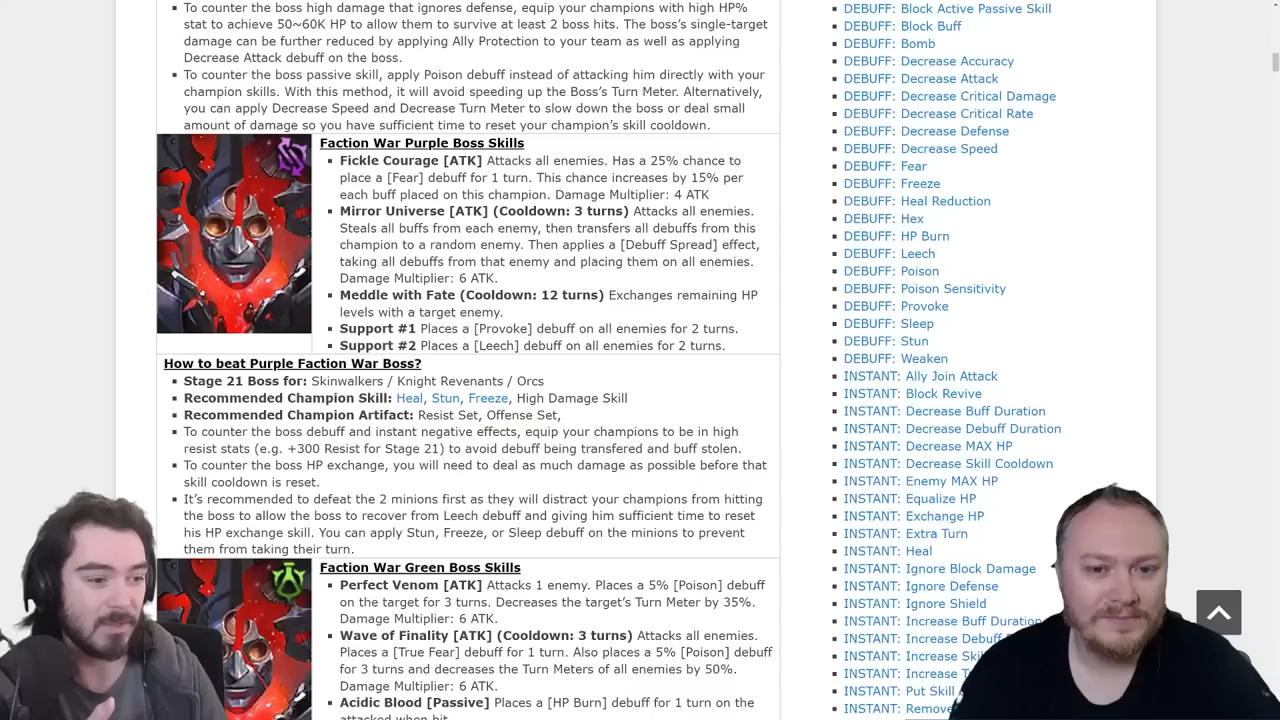 To counter the boss high damage that ignores defense, equip your champions with high HP%
stat to achieve 50~60K HP to allow them to survive at least 2 boss hits. The boss's single-target
damage can be further reduced by applying Ally Protection to your team as well as applying
Decrease Attack debuff on the boss.
To counter the boss passive skill, apply Poison debuff instead of attacking him directly with your
champion skills. With this method, it will avoid speeding up the Boss's Turn Meter. Alternatively,
you can apply Decrease Speed and Decrease Turn Meter to slow down the boss or deal small
amount of damage so you have sufficient time to reset your champion's skill cooldown.
Faction War Purple Boss Skills
Fickle Courage [ATK] Attacks all enemies. Has a 25% chance to
place a [Fear] debuff for 1 turn. This chance increases by 15% per
each buff placed on this champion. Damage Multiplier: 4 ATK
Mirror Universe [ATK] (Cooldown: 3 turns) Attacks all enemies.
Steals all buffs from each enemy, then transfers all debuffs from this
champion to a random enemy. Then applies a [Debuff Spread] effect,
taking all debuffs from that enemy and placing them on all enemies.
Damage Multiplier: 6 ATK.
Meddle with Fate (Cooldown: 12 turns) Exchanges remaining HP
levels with a target enemy.
Support #1 Places a [Provoke] debuff on all enemies for 2 turns.
Support #2 Places a [Leech] debuff on all enemies for 2 turns.
How to beat Purple Faction War Boss?
Stage 21 Boss for: Skinwalkers / Knight Revenants / Orcs
Recommended Champion Skill: Heal, Stun, Freeze, High Damage Skill
Recommended Champion Artifact: Resist Set, Offense Set,
To counter the boss debuff and instant negative effects, equip your champions to be in high
resist stats (e.g. +300 Resist for Stage 21) to avoid debuff being transfered and buff stolen.
To counter the boss HP exchange, you will need to deal as much damage as possible before that
skill cooldown is reset.
It's recommended to defeat the 2 minions first as they will distract your champions from hitting
the boss to allow the boss to recover from Leech debuff and giving him sufficient time to reset
his HP exchange skill. You can apply Stun, Freeze, or Sleep debuff on the minions to prevent
them from taking their turn.
Faction War Green Boss Skills
Perfect Venom [ATK] Attacks 1 enemy. Places a 5% [Poison] debuff
on the target for 3 turns. Decreases the target's Turn Meter by 35%.
Damage Multiplier: 6 ATK.
Wave of Finality [ATK] (Cooldown: 3 turns) Attacks all enemies.
Places a [True Fear] debuff for 1 turn. Also places a 5% [Poison] debuff
for 3 turns and decreases the Turn Meters of all enemies by 50%.
Damage Multiplier: 6 ATK.
Acidic Blood [Passive] Places a [HP Burn] debuff for 1 turn on the
attacked when hit.
DEBUFF: Block Active Passive Skill
DEBUFF: Block Buff
DEBUFF: Bomb
DEBUFF: Decrease Accuracy
DEBUFF: Decrease Attack
DEBUFF: Decrease Critical Damage
DEBUFF: Decrease Critical Rate
DEBUFF: Decrease Defense
DEBUFF: Decrease Speed
DEBUFF: Fear
DEBUFF: Freeze
DEBUFF: Heal Reduction
DEBUFF: Hex
DEBUFF: HP Burn
DEBUFF: Leech
DEBUFF: Poison
DEBUFF: Poison Sensitivity
DEBUFF: Provoke
DEBUFF: Sleep
DEBUFF: Stun
DEBUFF: Weaken
INSTANT: Ally Join Attack
INSTANT: Block Revive
INSTANT: Decrease Buff Duration
INSTANT: Decrease Debuff Duration
INSTANT: Decrease MAX HP
INSTANT: Decrease Skill Cooldown
INSTANT: Enemy MAX HP
INSTANT: Equalize HP
INSTANT: Exchange HP
INSTANT: Extra Turn
INSTANT: Heal
INSTANT: Ignore Block Damage
INSTANT: Ignore Defense
INSTANT: Ignore Shield
INSTANT: Increase Buff Duration
INSTANT: Increase Debuff
INSTANT: Increase
INSTANT: Increase
INSTANT: Put Skill
INSTANT: Remove